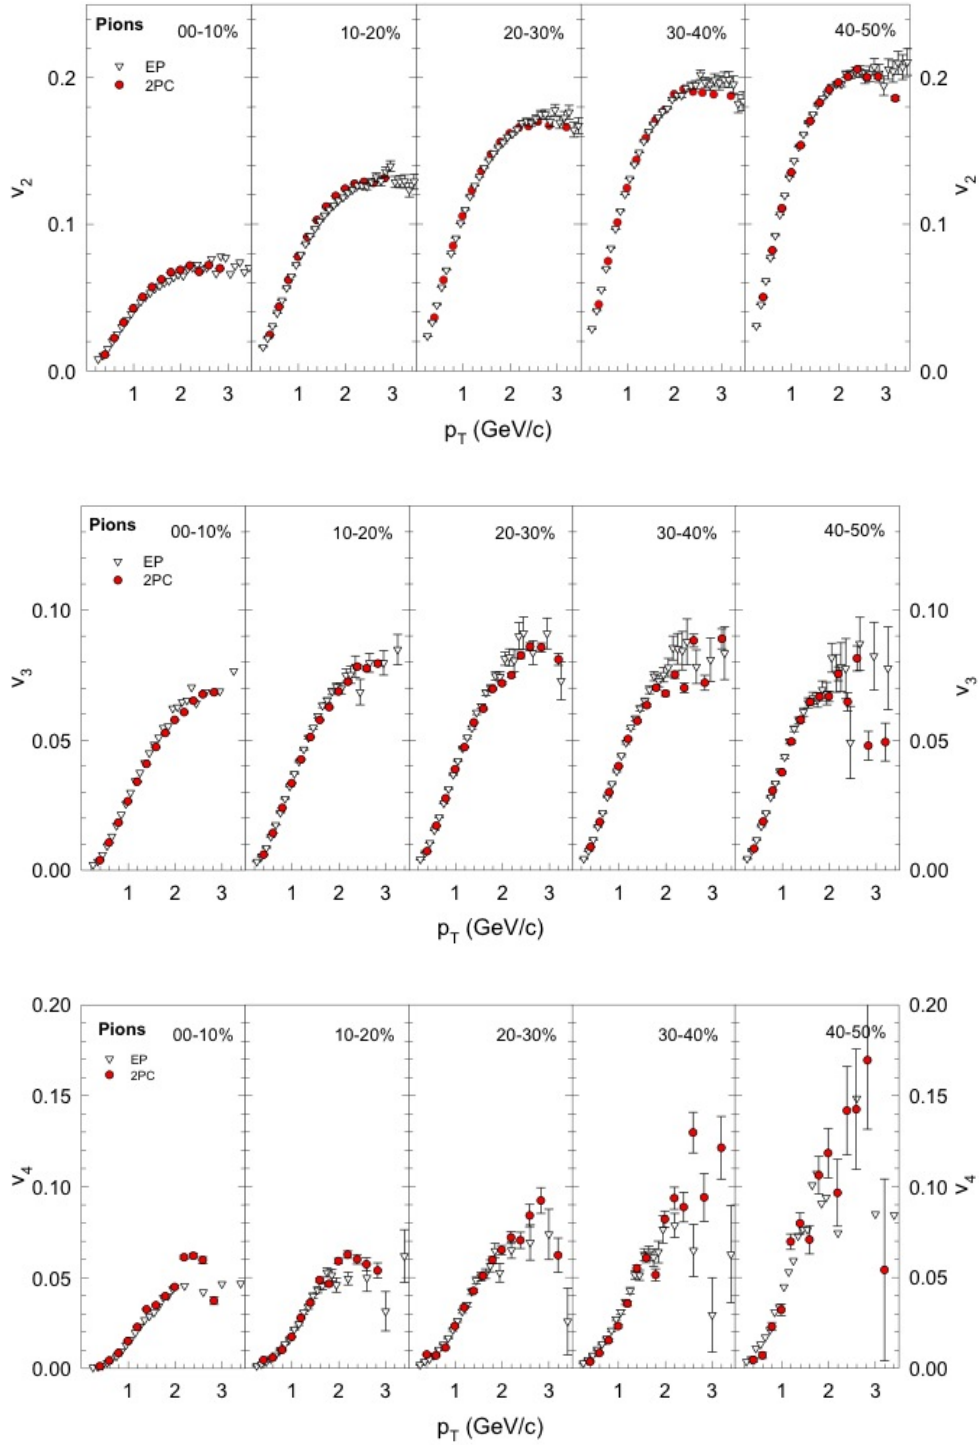 Pions 00-10% 10-20% 20-30% 30-40% 40-50%
EP
2PC
0.2 0.2
v2 v2
0.1 0.1
0.0 0.0
1 2 3 1 2 3 1 2 3 1 2 3 1 2 3
pT (GeV/c)
Pions 00-10% 10-20% 20-30% 30-40% 40-50%
EP
2PC
0.10 0.10
v3 v3
0.05 0.05
0.00 0.00
1 2 3 1 2 3 1 2 3 1 2 3 1 2 3
pT (GeV/c)
0.20 0.20
Pions 00-10% 10-20% 20-30% 30-40% 40-50%
EP
2PC
0.15 0.15
v4 v4
0.10 0.10
0.05 0.05
0.00 0.00
1 2 3 1 2 3 1 2 3 1 2 3 1 2 3
pT (GeV/c)